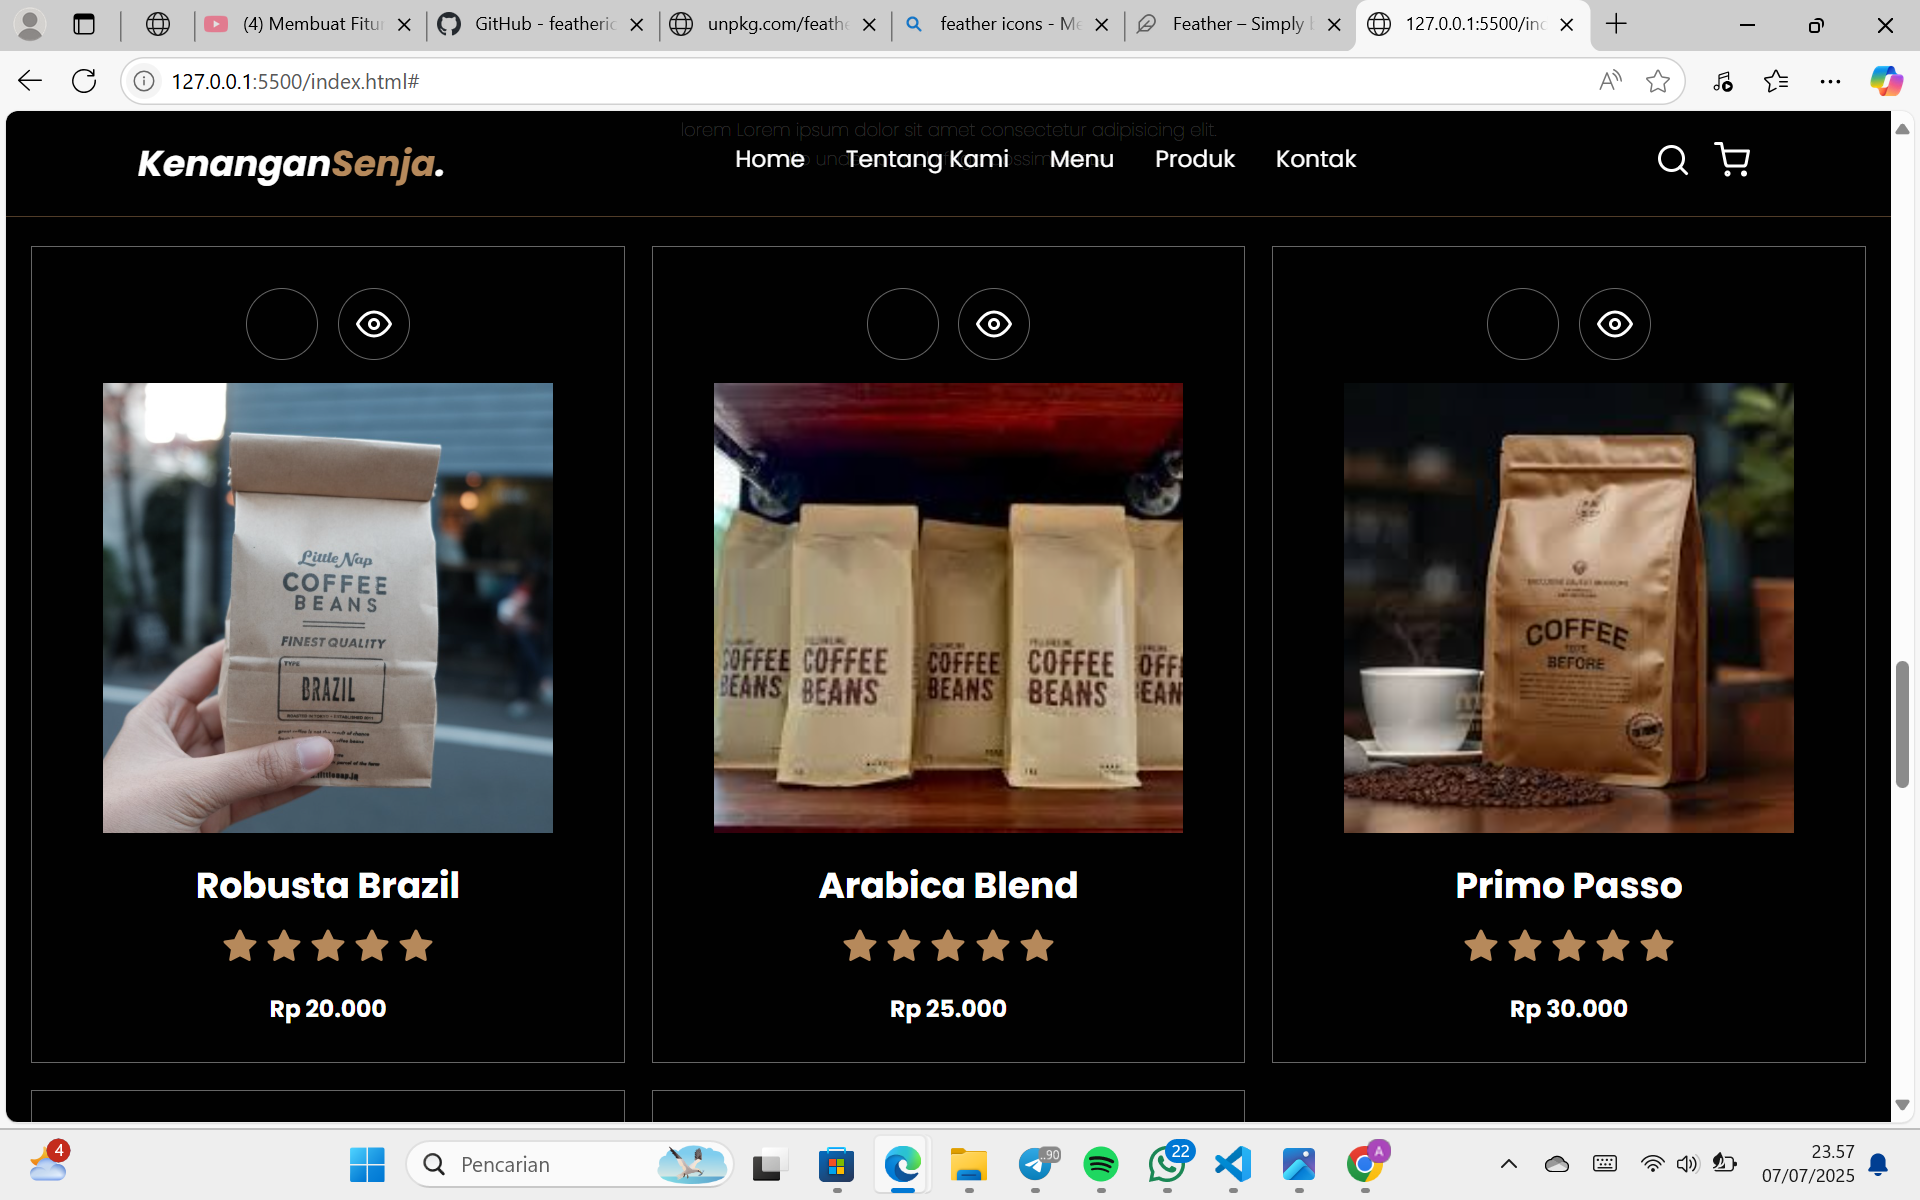 (4) Membuat Fitur
GitHub - featheric
unpkg.com/feathe
feather icons - Me
Feather – Simply b
127.0.0.1:5500/inc
127.0.0.1:5500/index.html#
lorem Lorem ipsum dolor sit amet consectetur adipisicing elit.
KenanganSenja.
Home
Tentang Kami
Menu
Produk
Kontak
Little Nap
COFFEE
BEANS
FINEST QUALITY
TYPE
BRAZIL
COFFEE
BEANS
COFFEE
BEANS
COFFEE
BEANS
COFFEE
BEANS
COFFEE
BEFORE
Robusta Brazil
Arabica Blend
Primo Passo
Rp 20.000
Rp 25.000
Rp 30.000
4
Pencarian
..90
22
A
23.57
07/07/2025